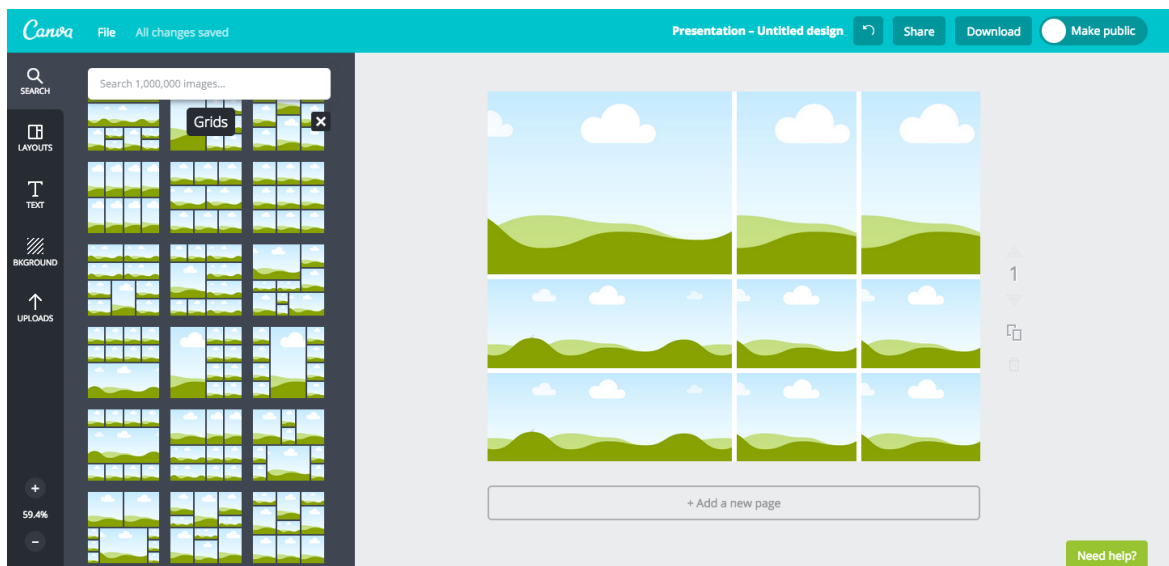 Canva
File
All changes saved
Presentation – Untitled design
Share
Download
Make public
SEARCH
LAYOUTS
TEXT
BKGROUND
UPLOADS
+
59.4%
–
Search 1,000,000 images...
Grids
1
+ Add a new page
Need help?